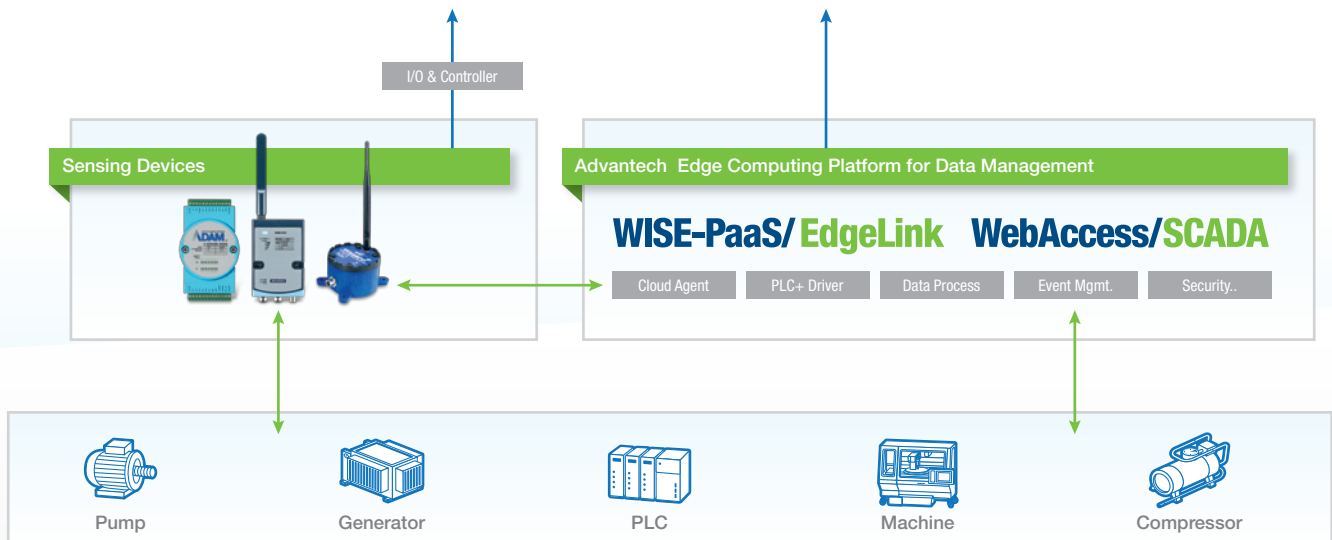 I/O & Controller
Sensing Devices
Advantech Edge Computing Platform for Data Management
ADAM
WISE-PaaS/EdgeLink WebAccess/SCADA
Cloud Agent
PLC+ Driver
Data Process
Event Mgmt.
Security..
Pump
Generator
PLC
Machine
Compressor